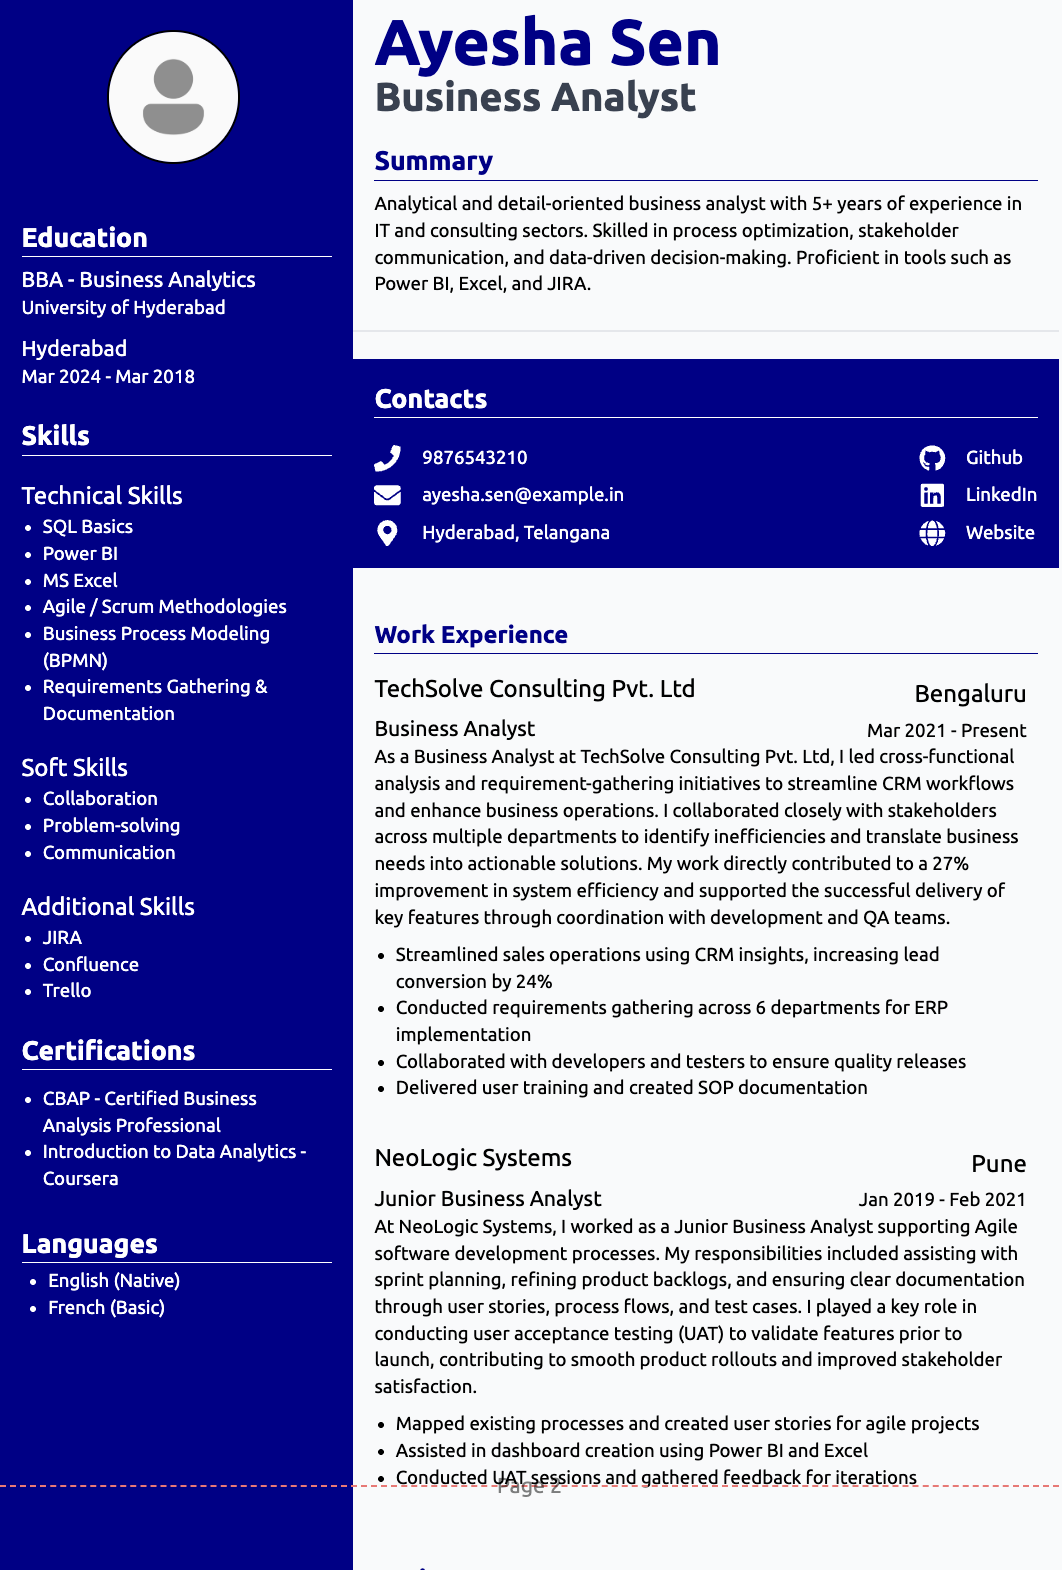 Ayesha Sen
Business Analyst
Summary
Analytical and detail-oriented business analyst with 5+ years of experience in
IT and consulting sectors. Skilled in process optimization, stakeholder
communication, and data-driven decision-making. Proficient in tools such as
Power BI, Excel, and JIRA.
Education
BBA - Business Analytics
University of Hyderabad
Hyderabad
Mar 2024 - Mar 2018
Skills
Technical Skills
• SQL Basics
• Power BI
• MS Excel
• Agile / Scrum Methodologies
• Business Process Modeling
(BPMN)
• Requirements Gathering &
Documentation
Soft Skills
• Collaboration
• Problem-solving
• Communication
Additional Skills
• JIRA
• Confluence
• Trello
Certifications
• CBAP - Certified Business
Analysis Professional
• Introduction to Data Analytics -
Coursera
Languages
• English (Native)
• French (Basic)
Contacts
9876543210
ayesha.sen@example.in
Hyderabad, Telangana
Github
LinkedIn
Website
Work Experience
TechSolve Consulting Pvt. Ltd
Bengaluru
Business Analyst
Mar 2021 - Present
As a Business Analyst at TechSolve Consulting Pvt. Ltd, I led cross-functional
analysis and requirement-gathering initiatives to streamline CRM workflows
and enhance business operations. I collaborated closely with stakeholders
across multiple departments to identify inefficiencies and translate business
needs into actionable solutions. My work directly contributed to a 27%
improvement in system efficiency and supported the successful delivery of
key features through coordination with development and QA teams.
• Streamlined sales operations using CRM insights, increasing lead
conversion by 24%
• Conducted requirements gathering across 6 departments for ERP
implementation
• Collaborated with developers and testers to ensure quality releases
• Delivered user training and created SOP documentation
NeoLogic Systems
Pune
Junior Business Analyst
Jan 2019 - Feb 2021
At NeoLogic Systems, I worked as a Junior Business Analyst supporting Agile
software development processes. My responsibilities included assisting with
sprint planning, refining product backlogs, and ensuring clear documentation
through user stories, process flows, and test cases. I played a key role in
conducting user acceptance testing (UAT) to validate features prior to
launch, contributing to smooth product rollouts and improved stakeholder
satisfaction.
• Mapped existing processes and created user stories for agile projects
• Assisted in dashboard creation using Power BI and Excel
• Conducted UAT sessions and gathered feedback for iterations
Page 2